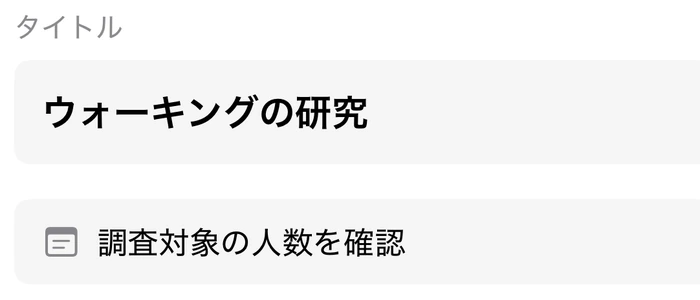 タイトル
ウォーキングの研究
調査対象の人数を確認